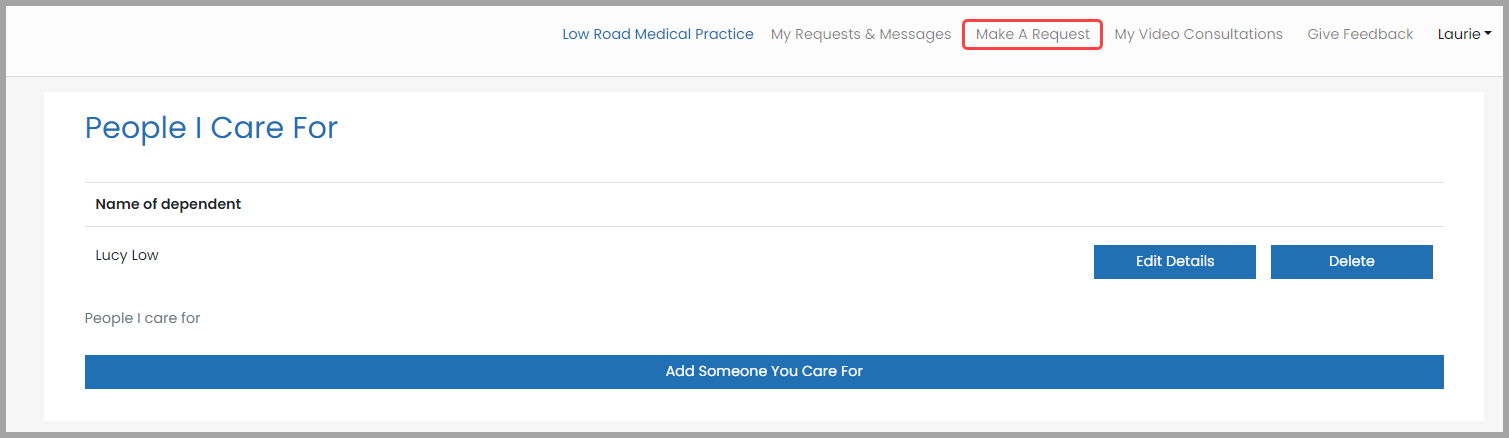 Low Road Medical Practice My Requests & Messages Make A Request My Video Consultations Give Feedback Laurie
People I Care For
Name of dependent
Lucy Low Edit Details Delete
People I care for
Add Someone You Care For